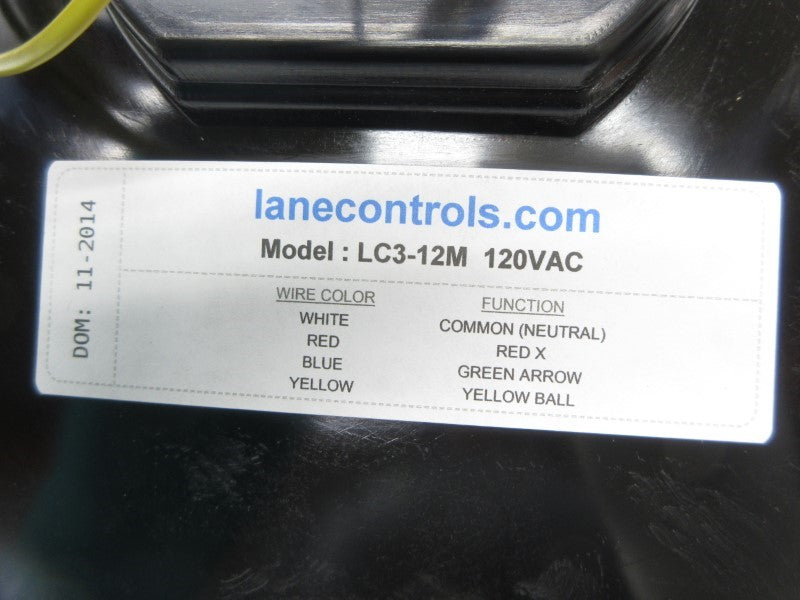 lanecontrols.com
Model : LC3-12M 120VAC
DOM: 11-2014
WIRE COLOR FUNCTION
WHITE COMMON (NEUTRAL)
RED RED X
BLUE GREEN ARROW
YELLOW YELLOW BALL